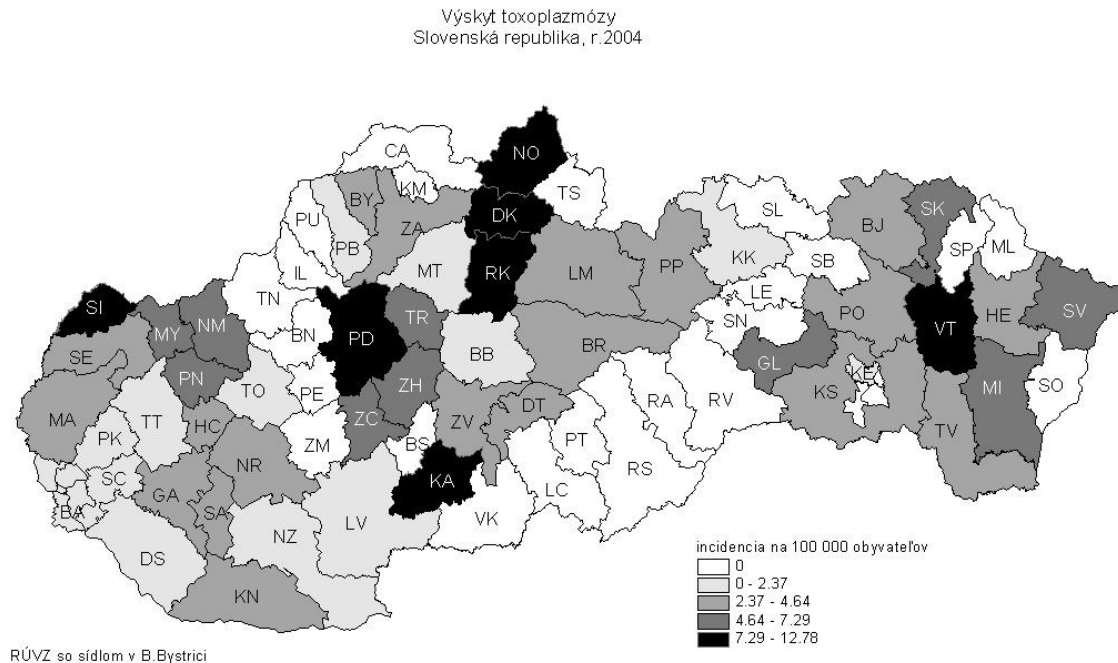 Výskyt toxoplazmózy
Slovenská republika, r.2004
CA
NO
KM
TS
BY
PU
DK
SL
SK
ZA
BJ
PB
SP
ML
MT
RK
LM
PP
KK
SB
IL
TN
LE
SI
TR
PO
HE
SV
MY
NM
BN
PD
SN
VT
SE
BB
BR
GL
PN
TO
PE
ZH
KE
SO
RA
RV
KS
MI
MA
TT
HC
ZC
ZV
DT
PK
ZM
BS
PT
TV
NR
RS
SC
GA
KA
LC
BA
SA
LV
VK
NZ
DS
KN
incidencia na 100 000 obyvateľov
0
0 - 2.37
2.37 - 4.64
4.64 - 7.29
7.29 - 12.78
RÚVZ so sídlom v B.Bystrici